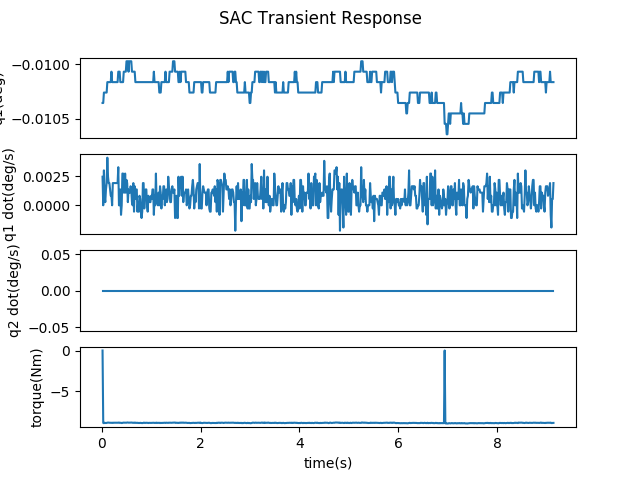 SAC Transient Response
−0.0100
−0.0105
0.0025
0.0000
q1 dot(deg/s)
0.05
0.00
−0.05
q2 dot(deg/s)
0
−5
torque(Nm)
0 2 4 6 8
time(s)